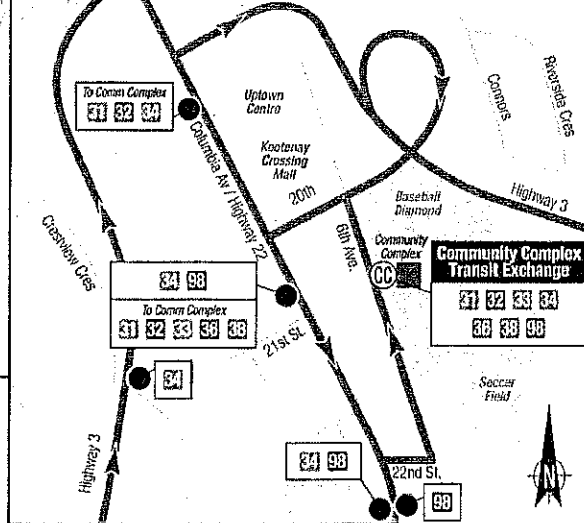 To Comm Complex
31 32 34
Uptown
Centre
Kootenay
Crossing
Mall
Columbia Av / Highway 22
20th
Connors
Riverside Cres
Highway 3
Baseball
Diamond
6th Ave.
Community
Complex
CC
Community Complex
Transit Exchange
31 32 33 34
36 38 98
Crestview Cres
34 98
To Comm Complex
31 32 33 36 38
21st St.
34
Soccer
Field
Highway 3
34 98
22nd St.
98
N